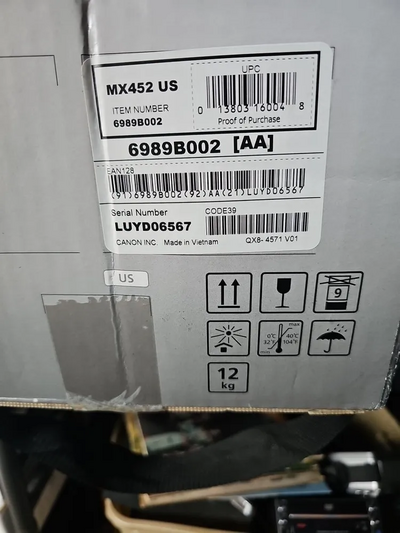 MX452 US
ITEM NUMBER
6989B002
UPC
0 13803 16004 8
Proof of Purchase
6989B002 [AA]
EAN128
(91)6989B002(92)AA(21)LUYD06567
Serial Number
LUYD06567
CODE39
CANON INC. Made in Vietnam
QX8-4571 V01
US
9
0°C
32°F
min
max
40°C
104°F
12
kg